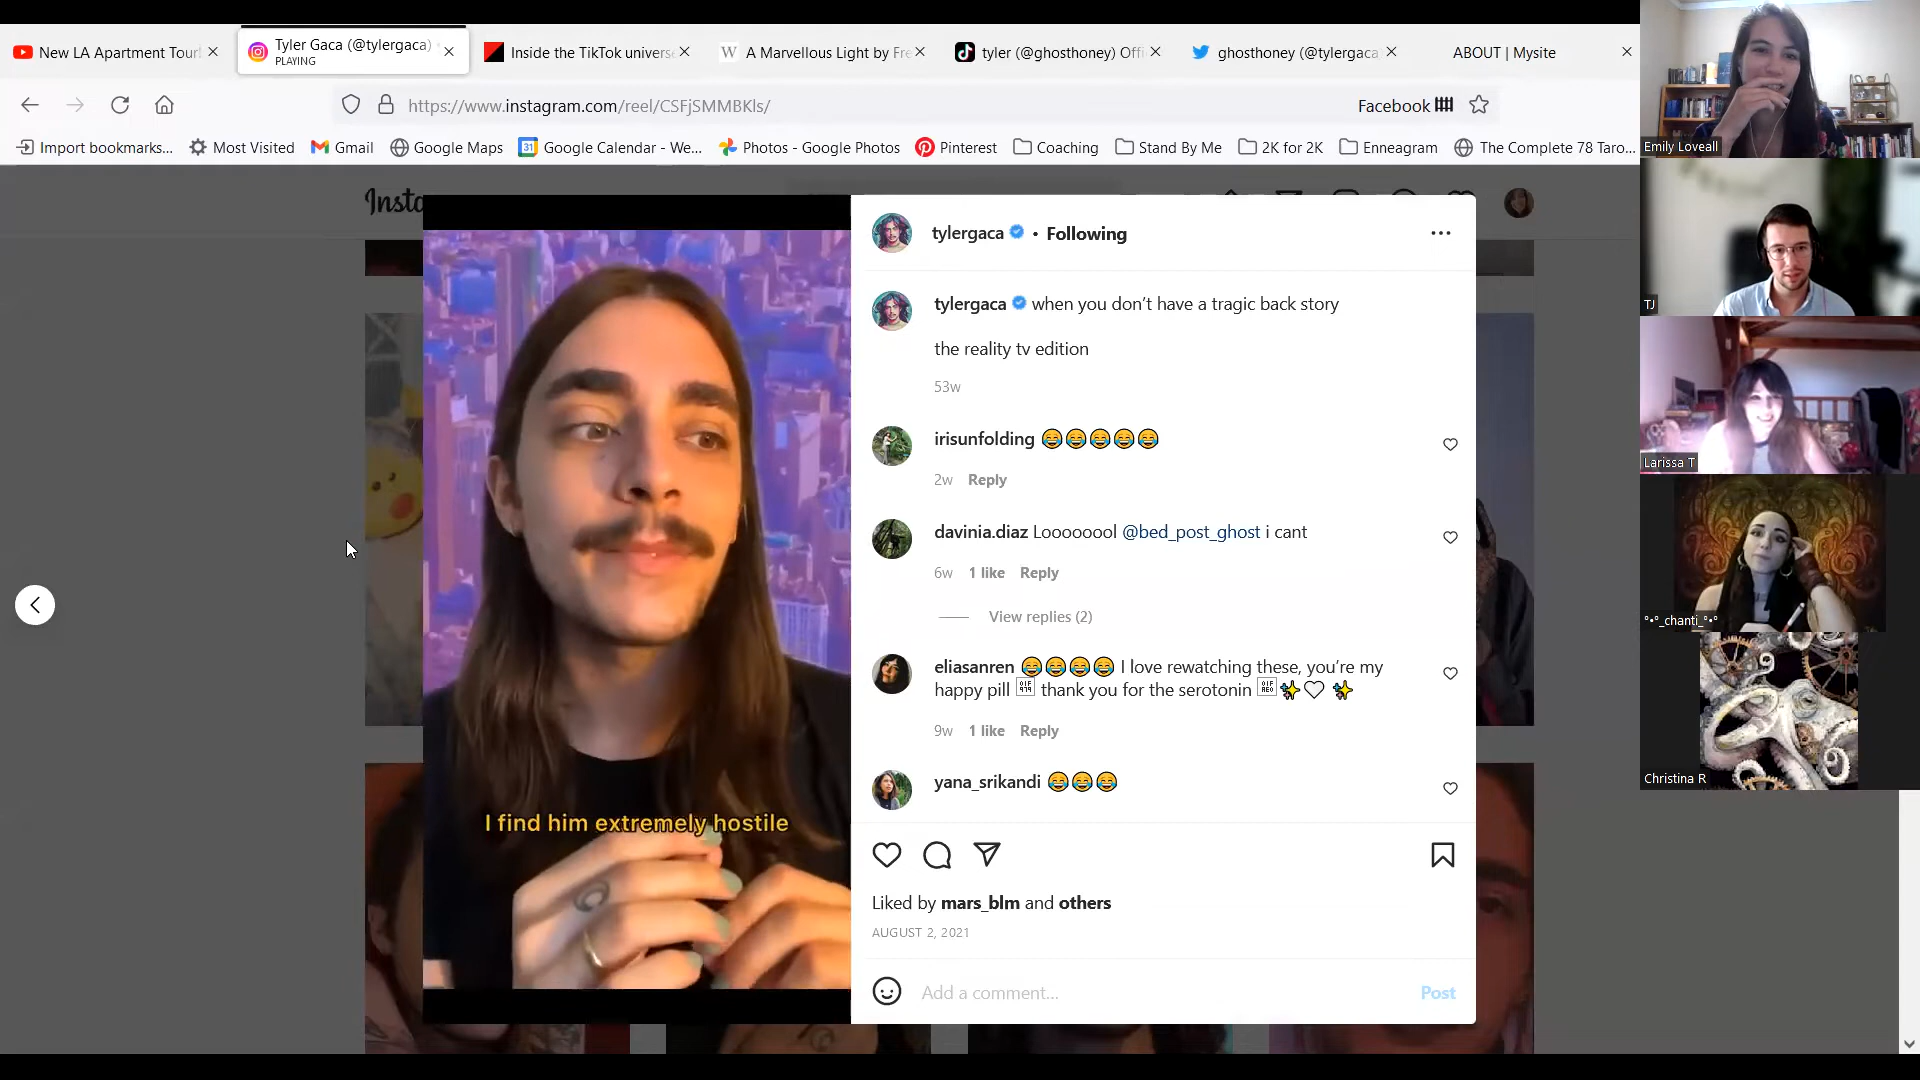 New LA Apartment Tour!
Tyler Gaca (@tylergaca)
PLAYING
Inside the TikTok universe
A Marvellous Light by Fre
tyler (@ghosthoney) Offi
ghosthoney (@tylergaca
ABOUT | Mysite
https://www.instagram.com/reel/CSFjSMMBKls/
Facebook
Import bookmarks...
Most Visited
Gmail
Google Maps
Google Calendar - We...
Photos - Google Photos
Pinterest
Coaching
Stand By Me
2K for 2K
Enneagram
The Complete 78 Taro...
Insta
tylergaca • Following
tylergaca when you don’t have a tragic back story
the reality tv edition
53w
irisunfolding 😂😂😂😂😂
2w Reply
davinia.diaz Looooooool @bed_post_ghost i cant
6w 1 like Reply
View replies (2)
eliasanren 😂😂😂😂 I love rewatching these, you’re my
happy pill thank you for the serotonin ✨♡ ✨
9w 1 like Reply
yana_srikandi 😂😂😂
Liked by mars_blm and others
AUGUST 2, 2021
Add a comment...
Post
I find him extremely hostile
Emily Loveall
TJ
Larissa T
°•°_chanti_°•°
Christina R